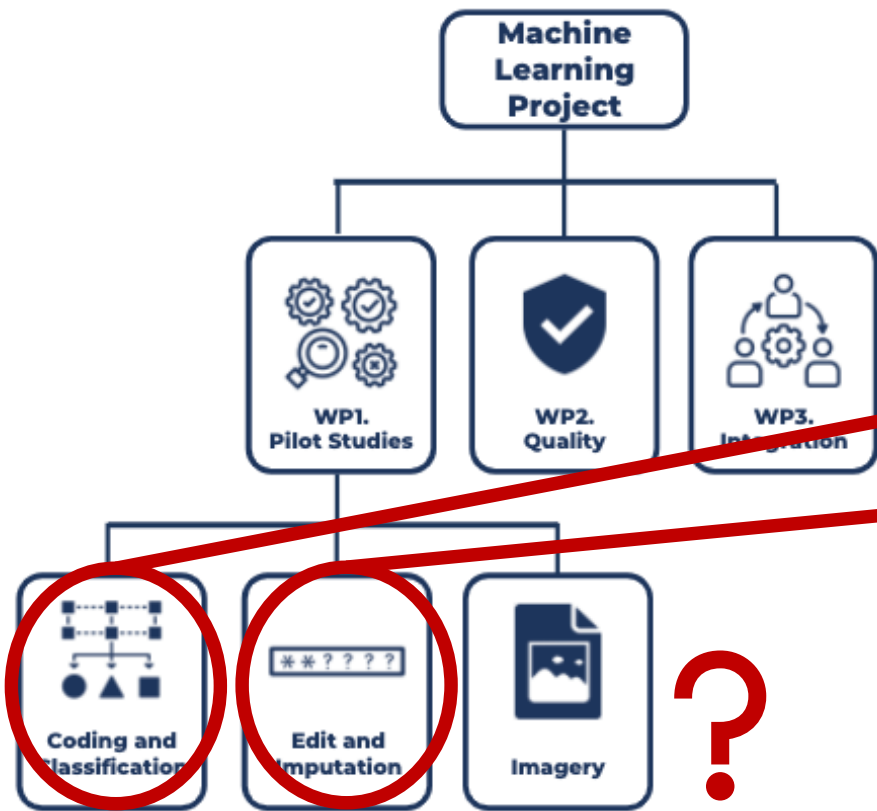 Machine
Learning
Project
WP1.
Pilot Studies
WP2.
Quality
WP3.
Integration
* * ? ? ? ?
Coding and
Classification
Edit and
Imputation
Imagery
?